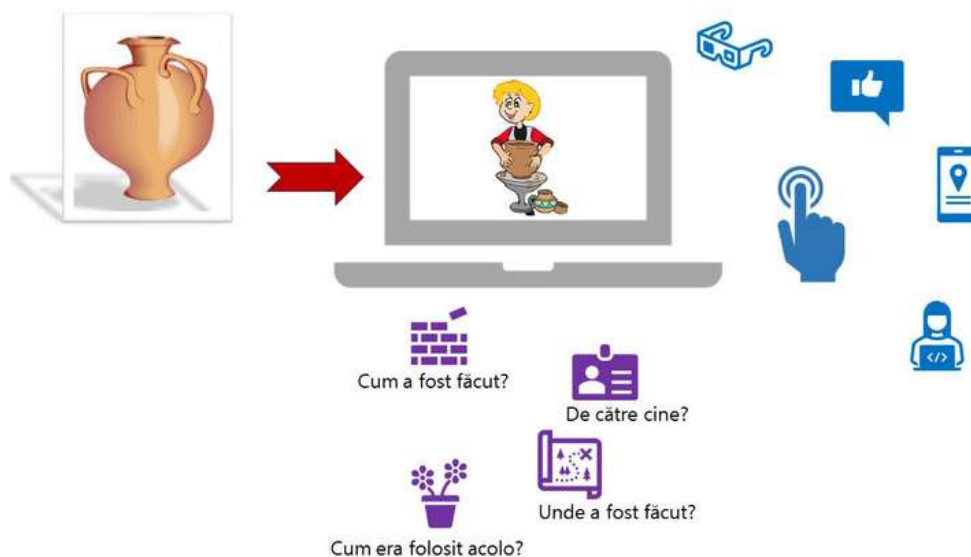 Cum a fost făcut?
De către cine?
Unde a fost făcut?
Cum era folosit acolo?